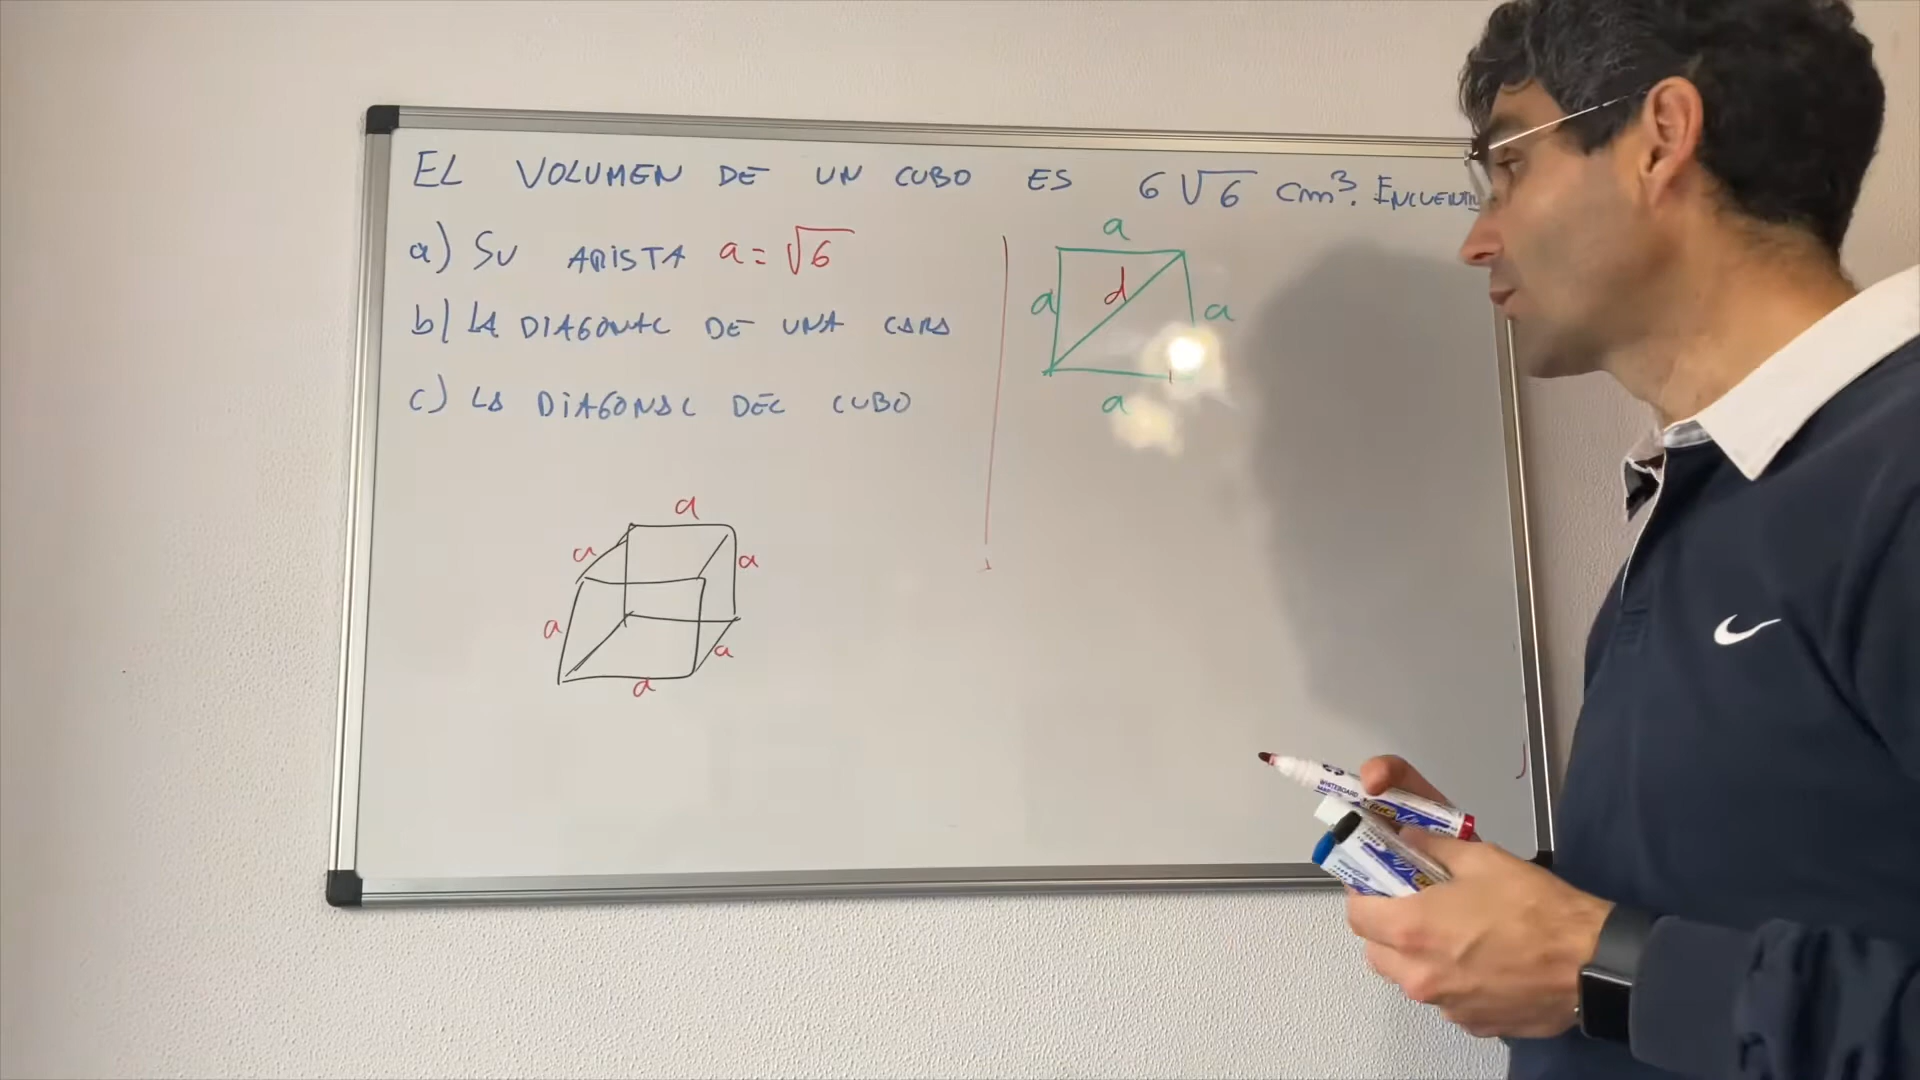 EL VOLUMEN DE UN CUBO ES 6√6 cm³. ENCUENTRA
a) SU ARISTA a = √6
b) LA DIAGONAL DE UNA CARA
c) LA DIAGONAL DEL CUBO
a
a d a
a
a
a a
a a
a
WHITEBOARD